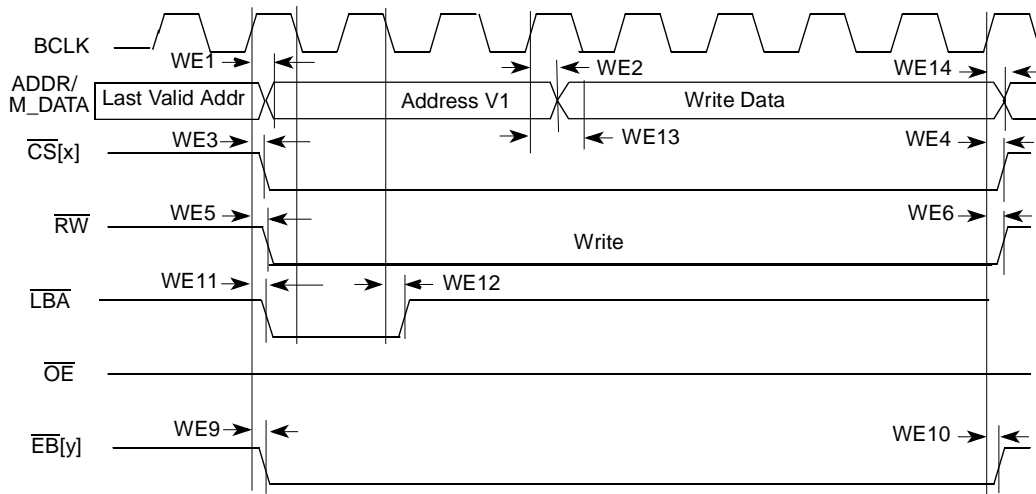 BCLK
WE1
WE2
WE14
ADDR/
M_DATA
Last Valid Addr
Address V1
Write Data
WE3
WE13
WE4
CS[x]
WE5
WE6
RW
Write
WE11
WE12
LBA
OE
WE9
WE10
EB[y]